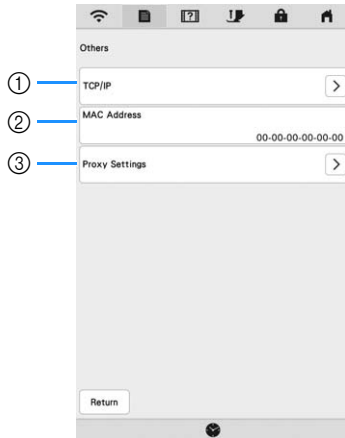 Others
① TCP/IP
② MAC Address
00-00-00-00-00-00
③ Proxy Settings
Return